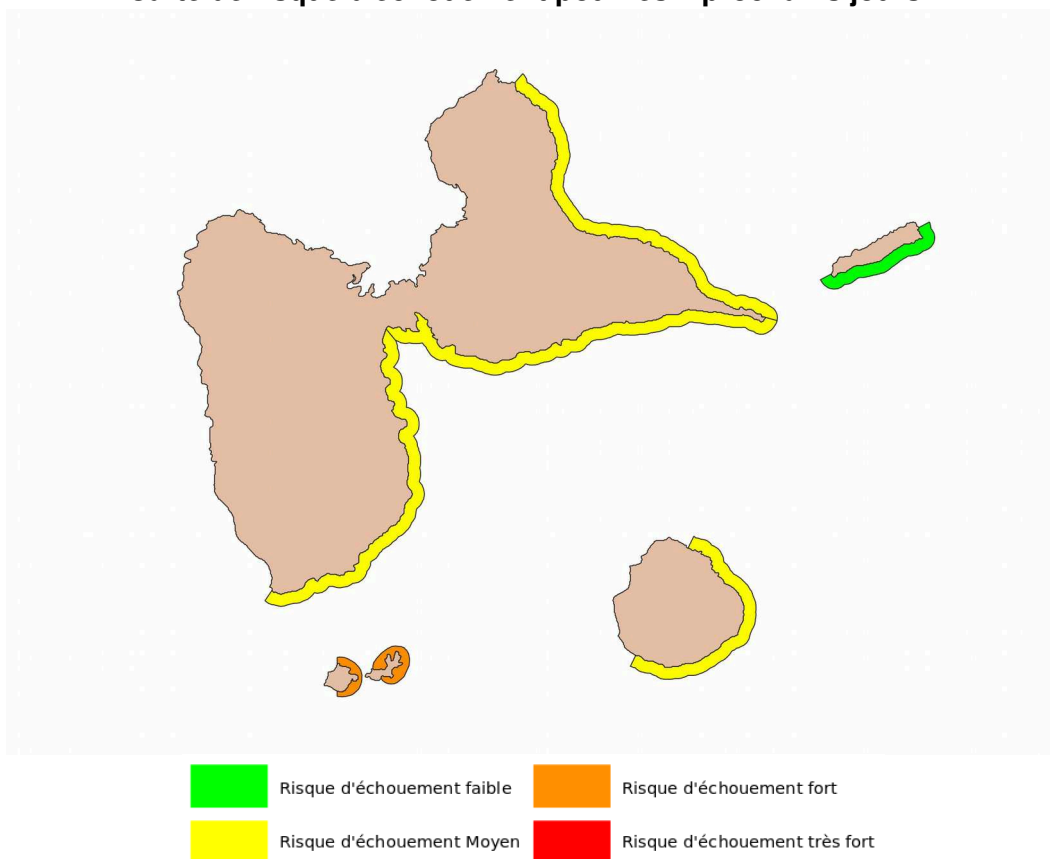 Risque d'échouement faible
Risque d'échouement fort
Risque d'échouement Moyen
Risque d'échouement très fort